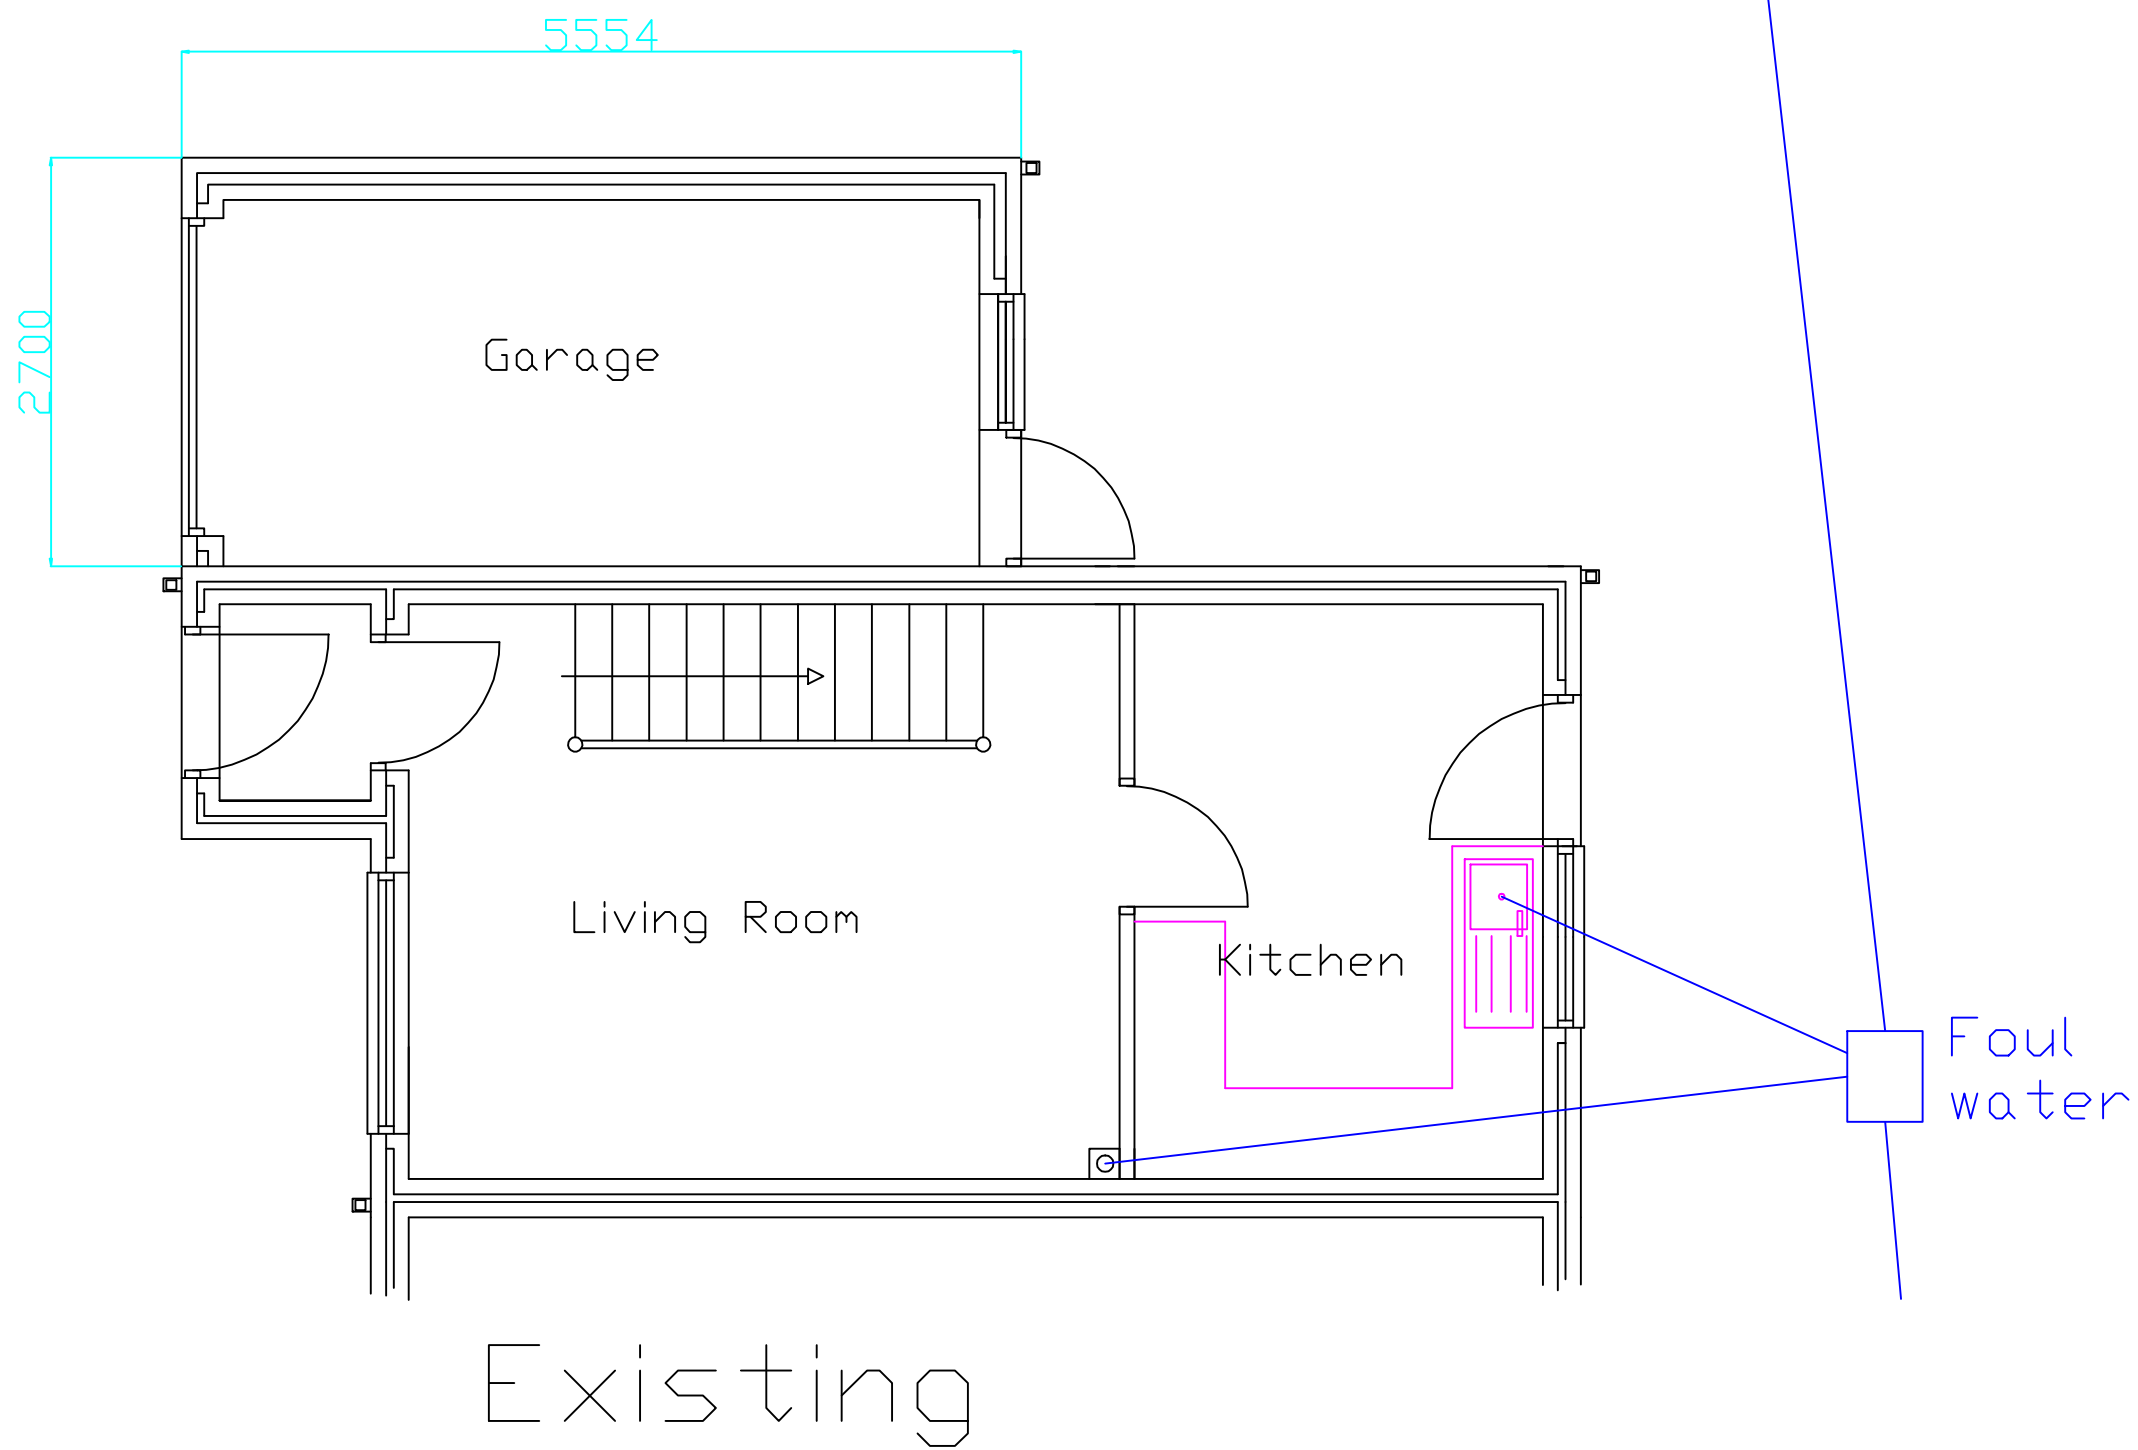 5554
2700
Garage
Living Room
Kitchen
Foul
water
Existing